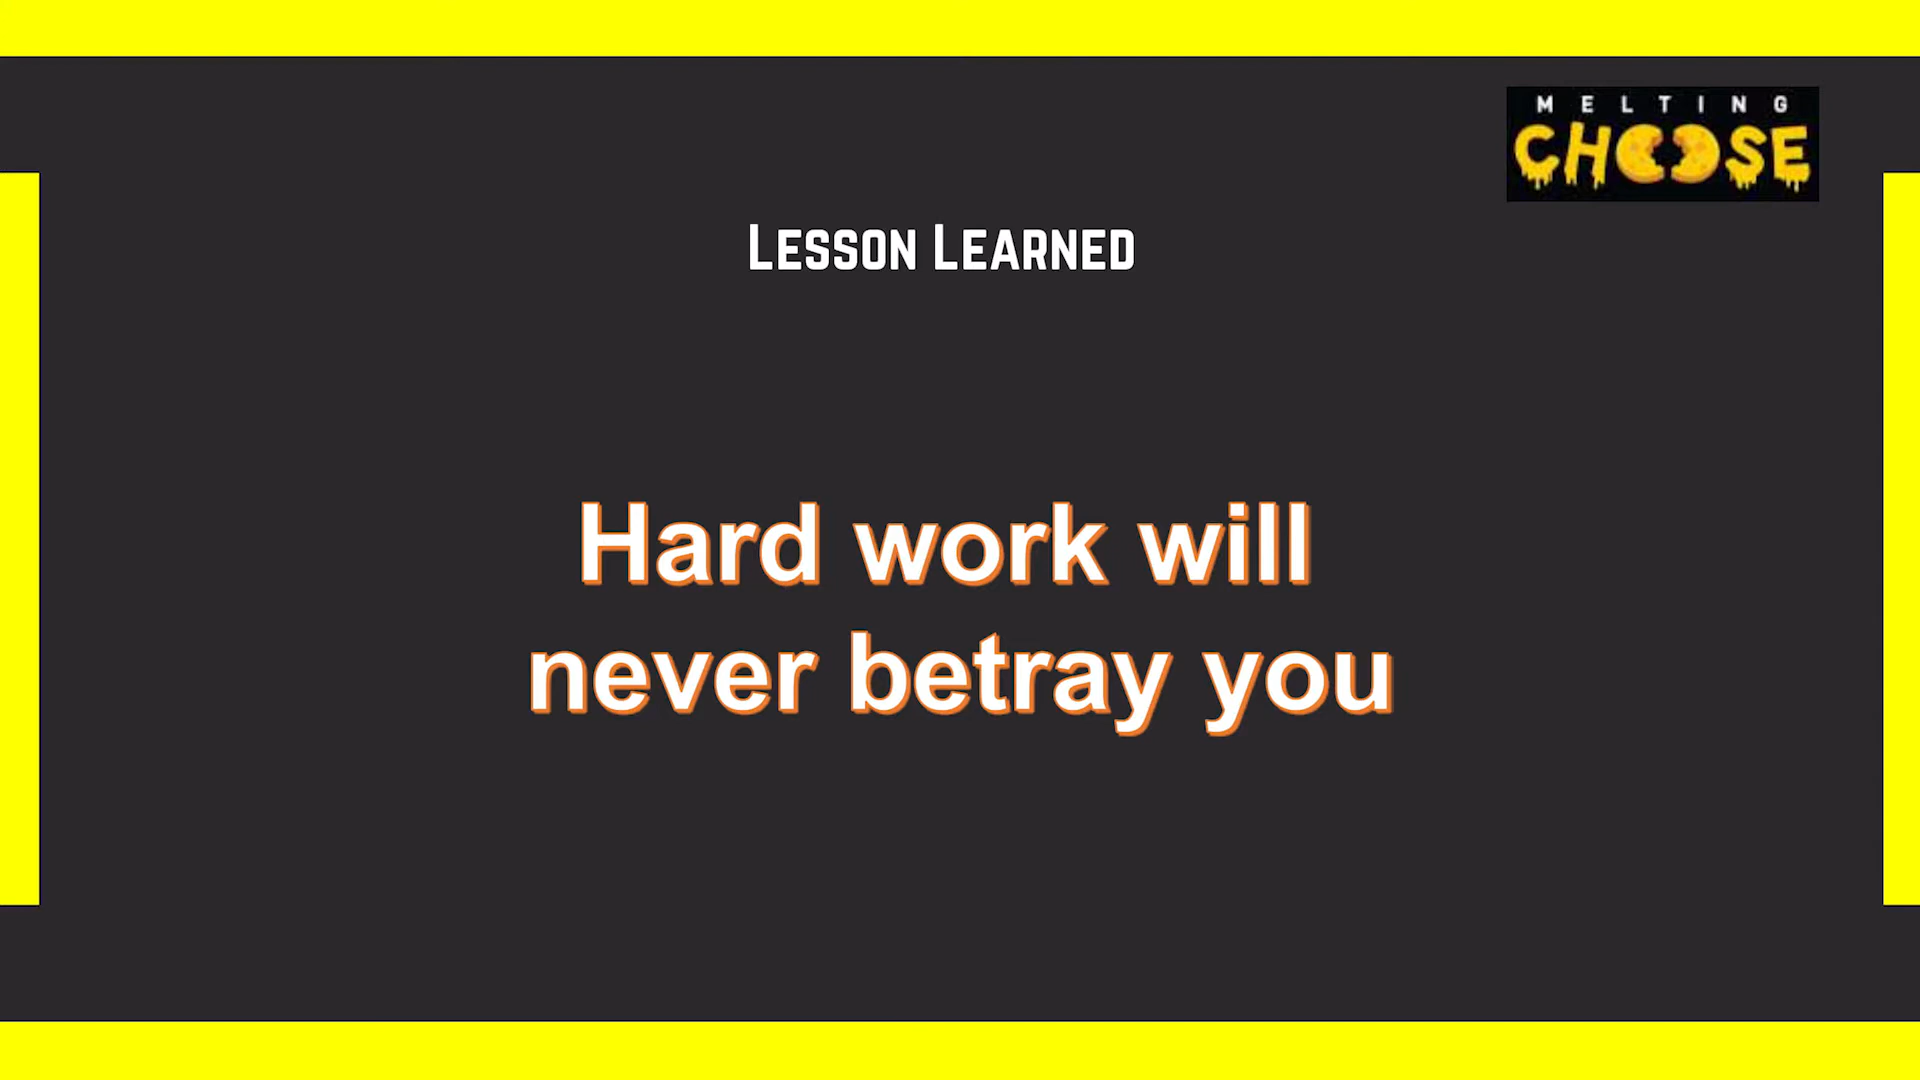 MELTING
CHOOSE
Lesson Learned
Hard work will
never betray you